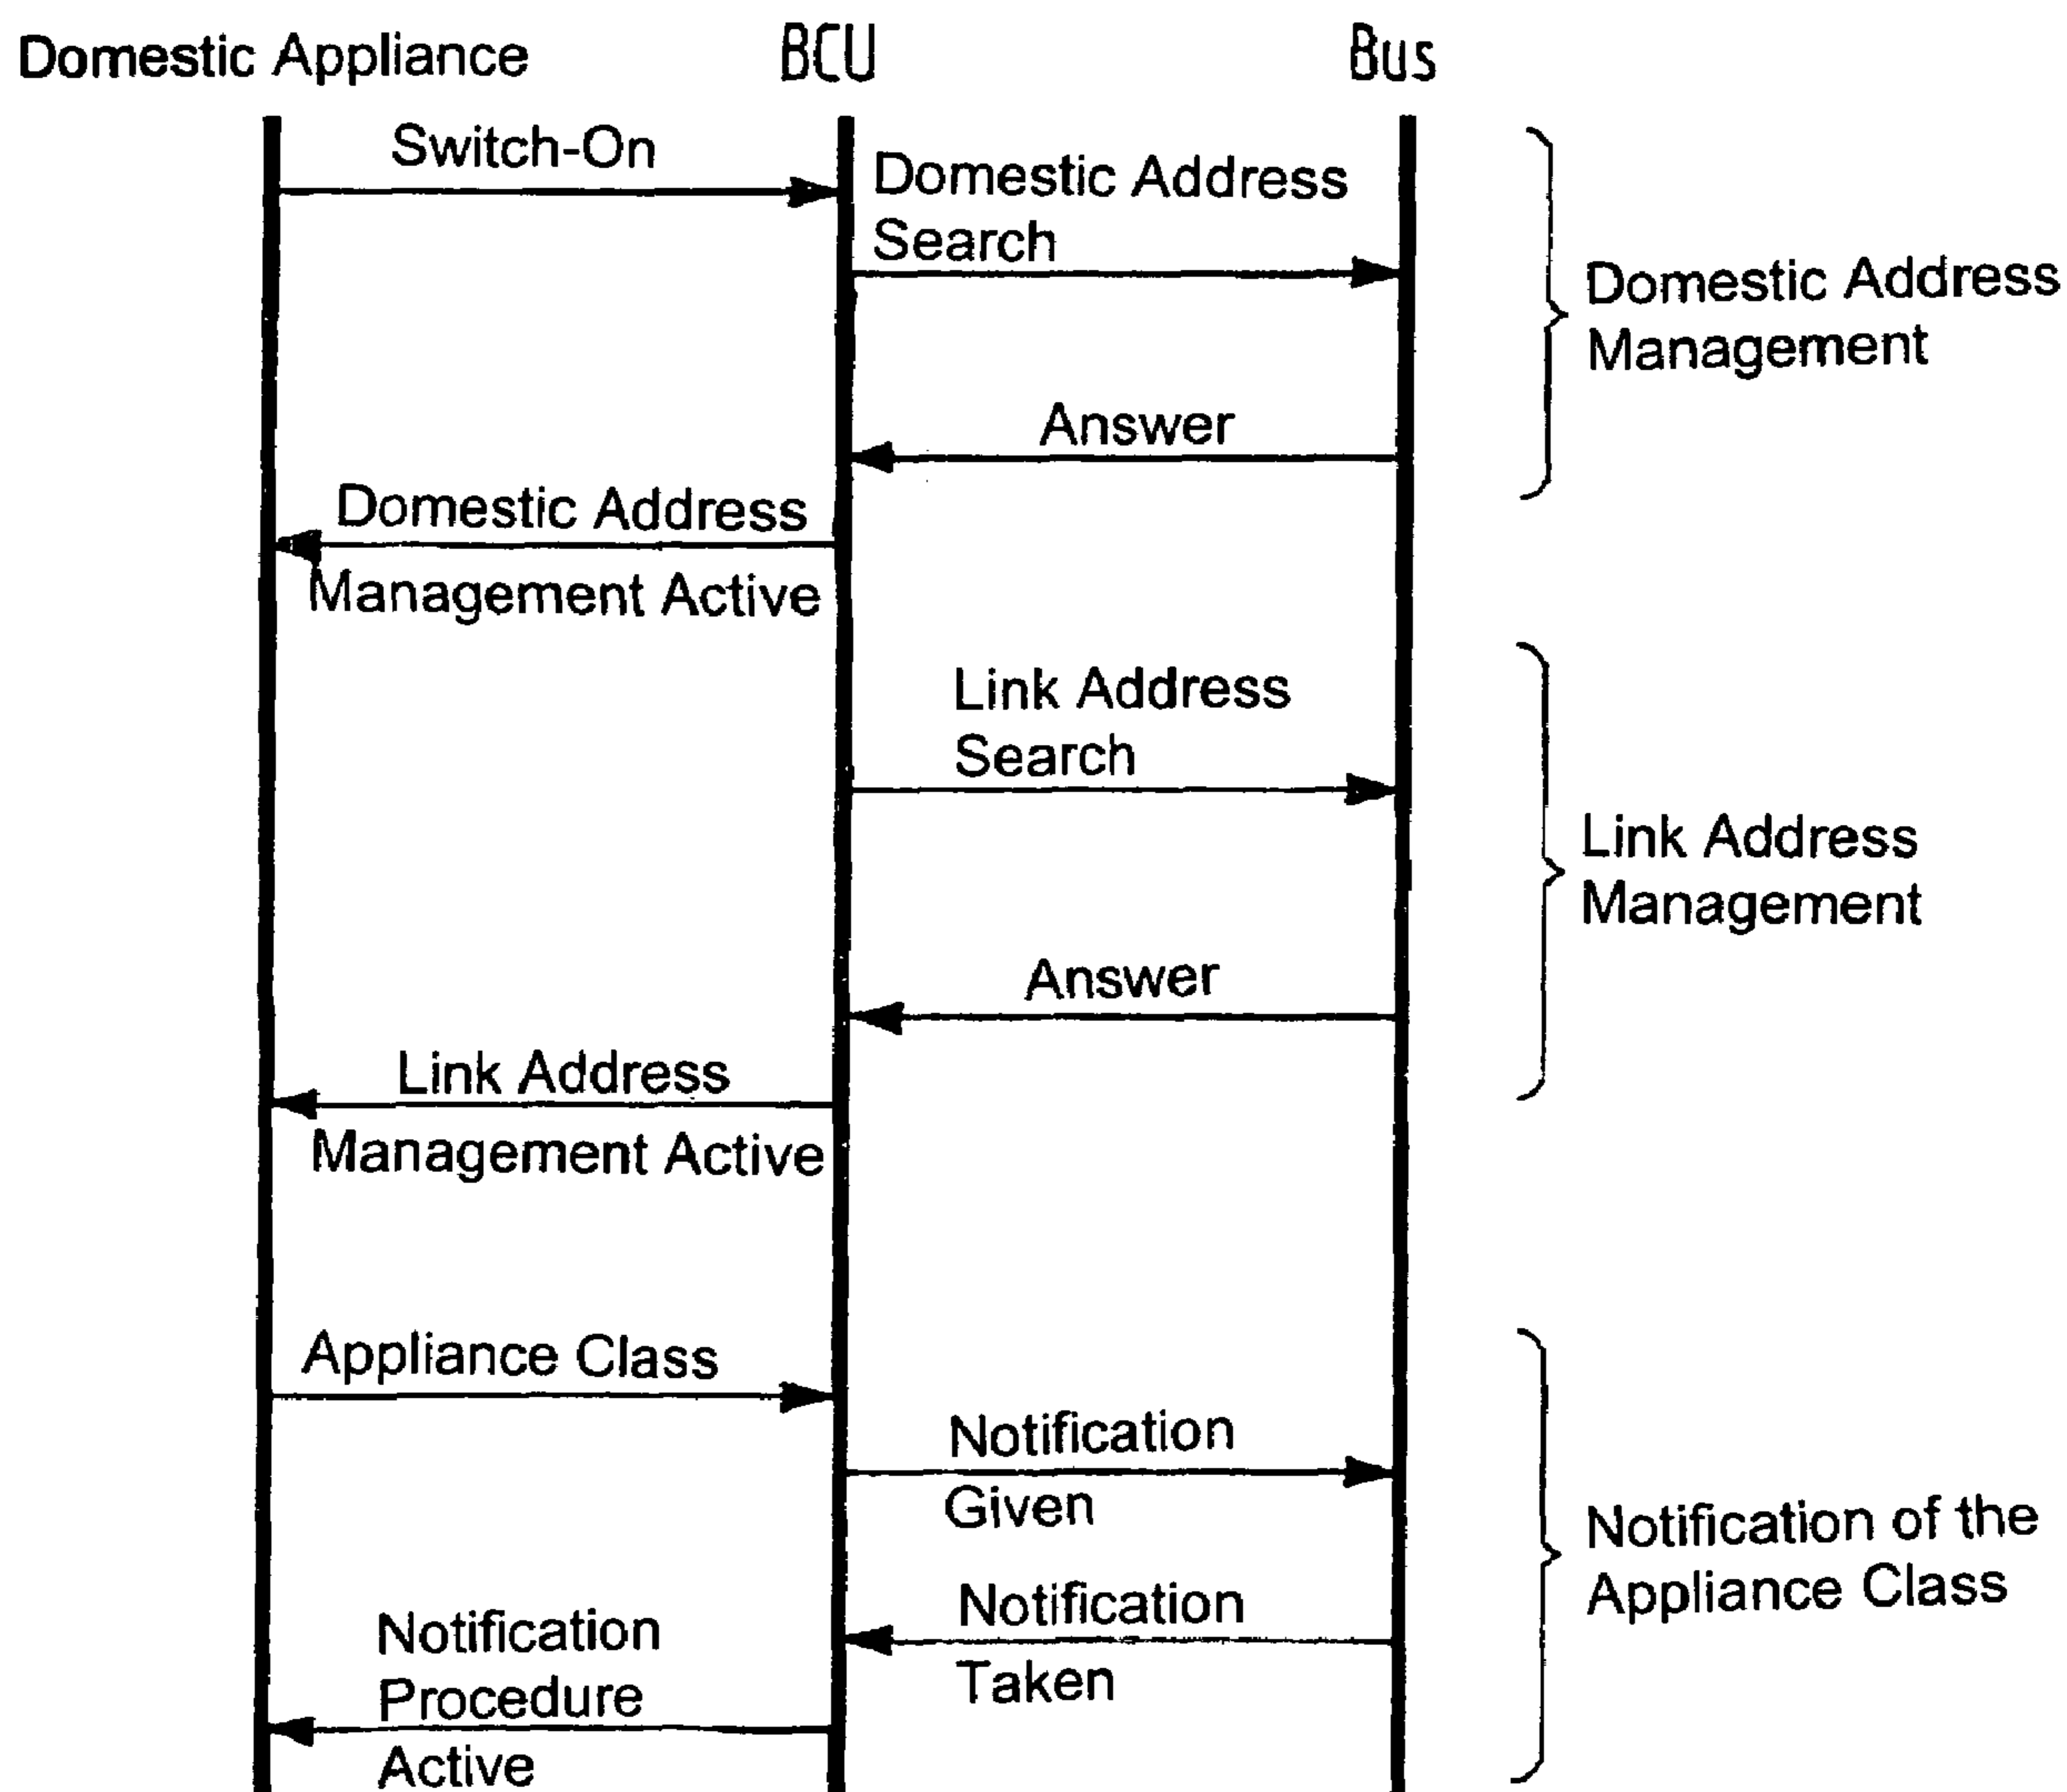 Domestic Appliance
BCU
Bus
Switch-On
Domestic Address
Search
Domestic Address
Management
Answer
Domestic Address
Management Active
Link Address
Search
Link Address
Management
Answer
Link Address
Management Active
Appliance Class
Notification
Given
Notification of the
Appliance Class
Notification
Taken
Notification
Procedure
Active